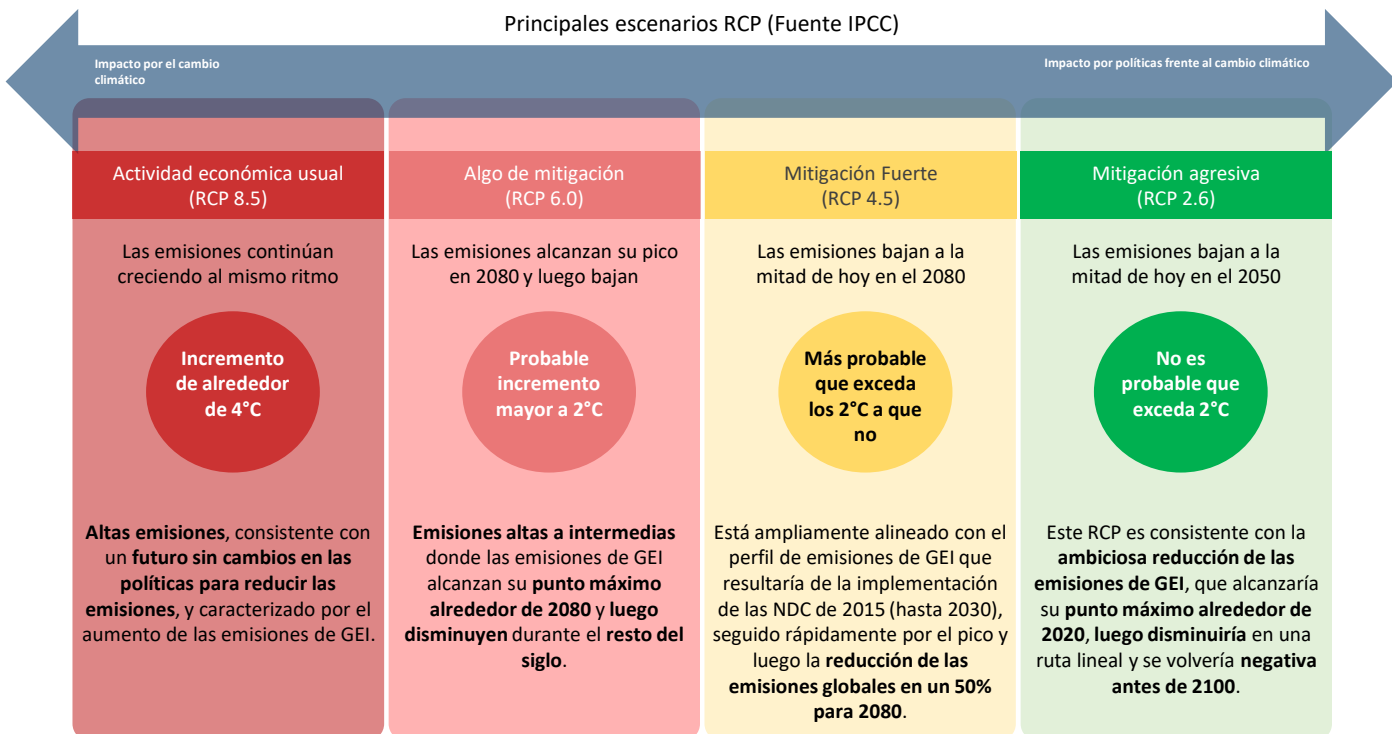 Principales escenarios RCP (Fuente IPCC)
Impacto por el cambio
climático
Impacto por políticas frente al cambio climático
Actividad económica usual
(RCP 8.5)
Las emisiones continúan
creciendo al mismo ritmo
Incremento
de alrededor
de 4°C
Altas emisiones, consistente con
un futuro sin cambios en las
políticas para reducir las
emisiones, y caracterizado por el
aumento de las emisiones de GEI.
Algo de mitigación
(RCP 6.0)
Las emisiones alcanzan su pico
en 2080 y luego bajan
Probable
incremento
mayor a 2°C
Emisiones altas a intermedias
donde las emisiones de GEI
alcanzan su punto máximo
alrededor de 2080 y luego
disminuyen durante el resto del
siglo.
Mitigación Fuerte
(RCP 4.5)
Las emisiones bajan a la
mitad de hoy en el 2080
Más probable
que exceda
los 2°C a que
no
Está ampliamente alineado con el
perfil de emisiones de GEI que
resultaría de la implementación
de las NDC de 2015 (hasta 2030),
seguido rápidamente por el pico y
luego la reducción de las
emisiones globales en un 50%
para 2080.
Mitigación agresiva
(RCP 2.6)
Las emisiones bajan a la
mitad de hoy en el 2050
No es
probable que
exceda 2°C
Este RCP es consistente con la
ambiciosa reducción de las
emisiones de GEI, que alcanzaría
su punto máximo alrededor de
2020, luego disminuiría en una
ruta lineal y se volvería negativa
antes de 2100.